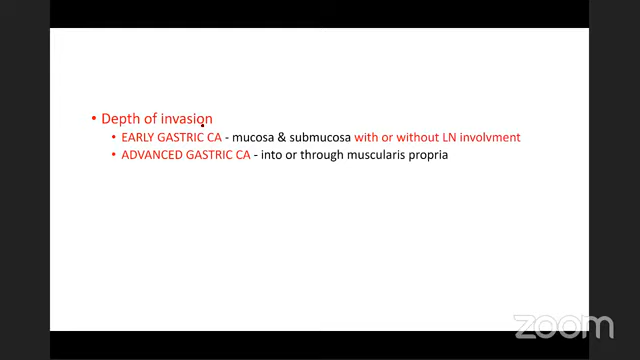 • Depth of invasion
• EARLY GASTRIC CA - mucosa & submucosa with or without LN involvment
• ADVANCED GASTRIC CA - into or through muscularis propria
zoom